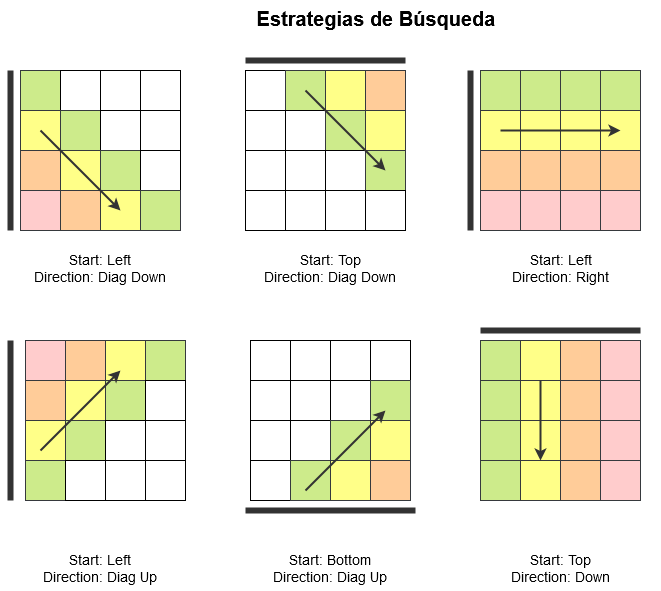 Estrategias de Búsqueda
Start: Left
Direction: Diag Down
Start: Top
Direction: Diag Down
Start: Left
Direction: Right
Start: Left
Direction: Diag Up
Start: Bottom
Direction: Diag Up
Start: Top
Direction: Down